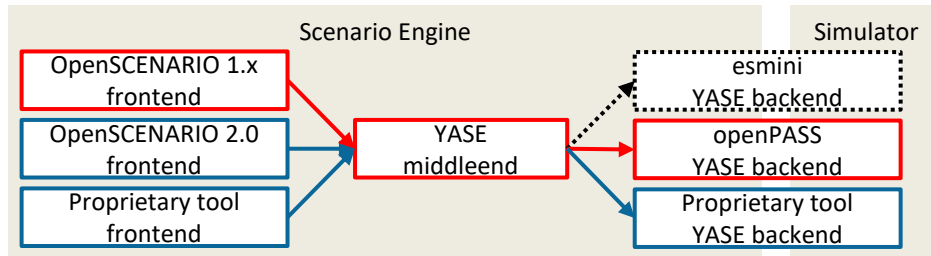 Scenario Engine
Simulator
OpenSCENARIO 1.x
frontend
OpenSCENARIO 2.0
frontend
Proprietary tool
frontend
YASE
middleend
esmini
YASE backend
openPASS
YASE backend
Proprietary tool
YASE backend